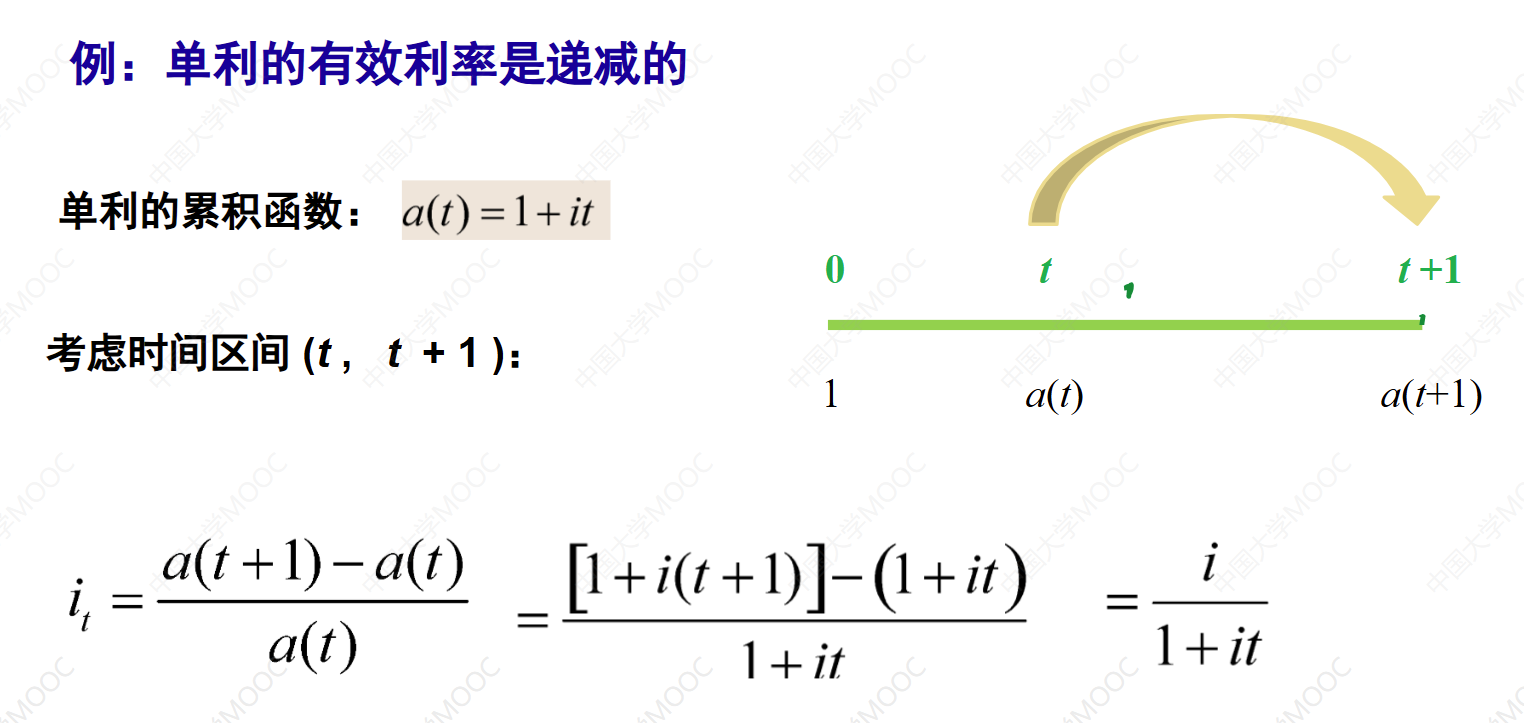 例：单利的有效利率是递减的
单利的累积函数： a(t) = 1 + it
0 t t +1
考虑时间区间 (t , t + 1 )：
1 a(t) a(t+1)
i_t = \frac{a(t+1) - a(t)}{a(t)} = \frac{[1 + i(t+1)] - (1 + it)}{1 + it} = \frac{i}{1 + it}
中国大学MOOC